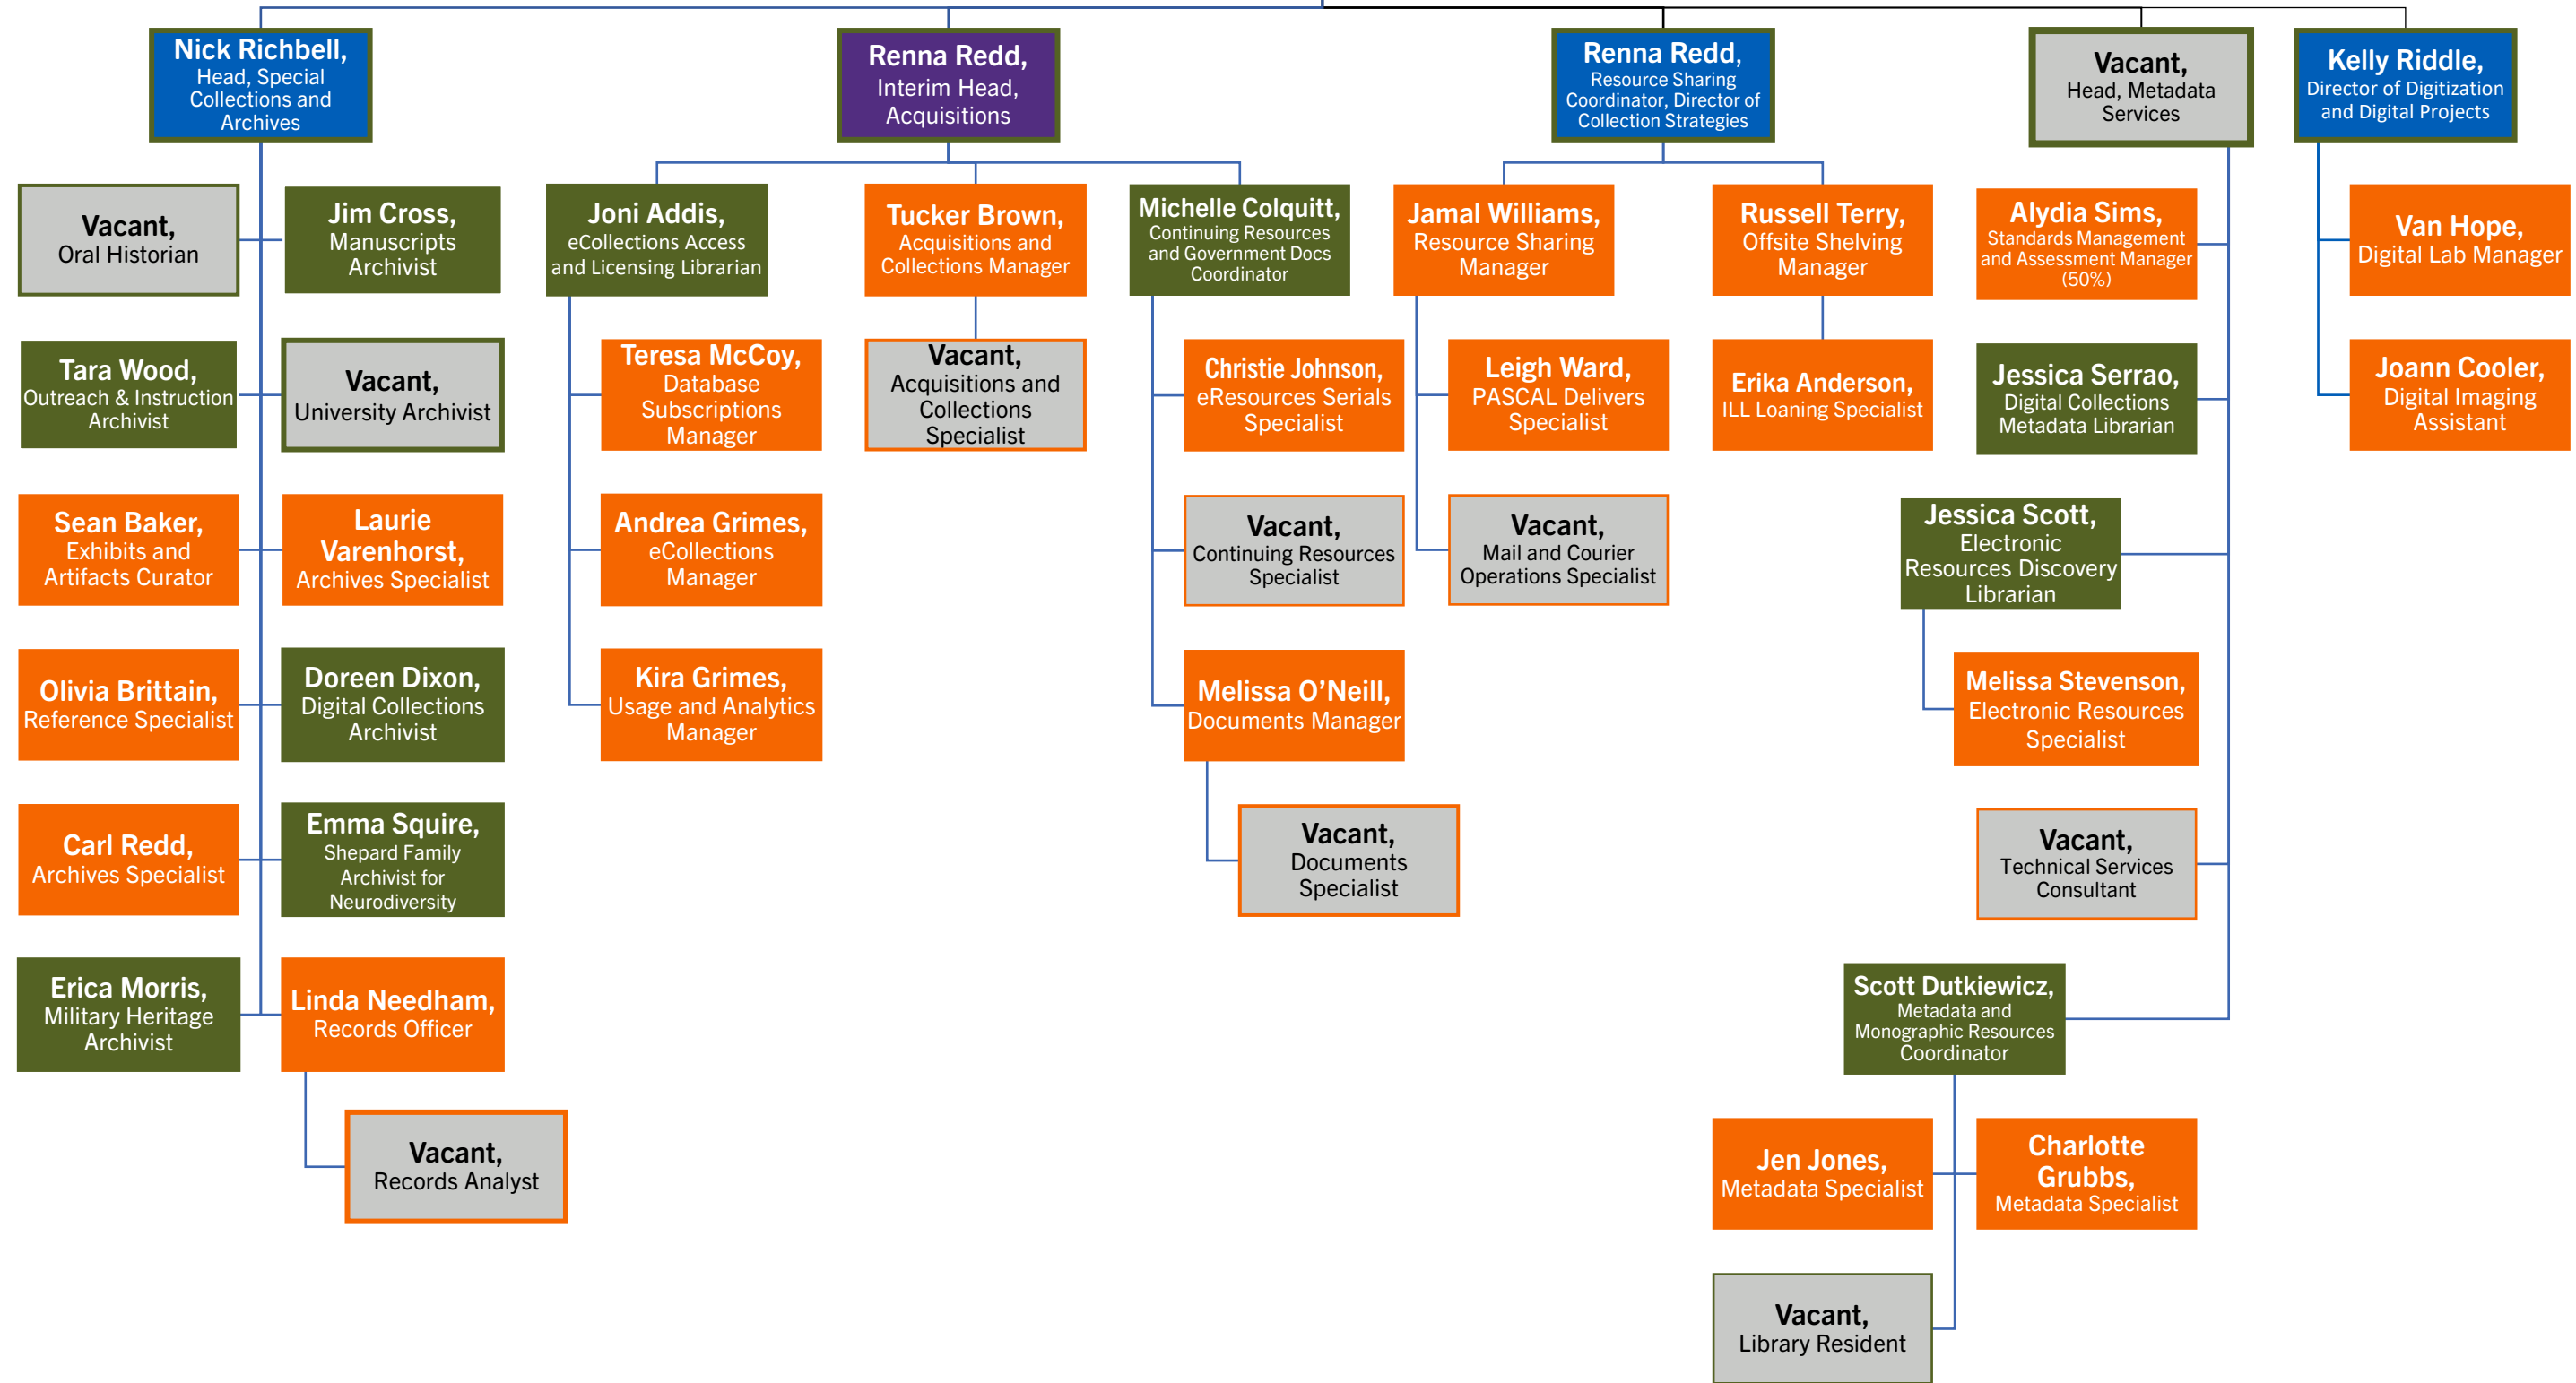 Nick Richbell,
Head, Special
Collections and
Archives
Renna Redd,
Interim Head,
Acquisitions
Renna Redd,
Resource Sharing
Coordinator, Director of
Collection Strategies
Vacant,
Head, Metadata
Services
Kelly Riddle,
Director of Digitization
and Digital Projects
Vacant,
Oral Historian
Jim Cross,
Manuscripts
Archivist
Joni Addis,
eCollections Access
and Licensing Librarian
Tucker Brown,
Acquisitions and
Collections Manager
Michelle Colquitt,
Continuing Resources
and Government Docs
Coordinator
Jamal Williams,
Resource Sharing
Manager
Russell Terry,
Offsite Shelving
Manager
Alydia Sims,
Standards Management
and Assessment Manager
(50%)
Van Hope,
Digital Lab Manager
Tara Wood,
Outreach & Instruction
Archivist
Vacant,
University Archivist
Teresa McCoy,
Database
Subscriptions
Manager
Vacant,
Acquisitions and
Collections
Specialist
Christie Johnson,
eResources Serials
Specialist
Leigh Ward,
PASCAL Delivers
Specialist
Erika Anderson,
ILL Loaning Specialist
Jessica Serrao,
Digital Collections
Metadata Librarian
Joann Cooler,
Digital Imaging
Assistant
Sean Baker,
Exhibits and
Artifacts Curator
Laurie
Varenhorst,
Archives Specialist
Andrea Grimes,
eCollections
Manager
Vacant,
Continuing Resources
Specialist
Vacant,
Mail and Courier
Operations Specialist
Jessica Scott,
Electronic
Resources Discovery
Librarian
Olivia Brittain,
Reference Specialist
Doreen Dixon,
Digital Collections
Archivist
Kira Grimes,
Usage and Analytics
Manager
Melissa O’Neill,
Documents Manager
Melissa Stevenson,
Electronic Resources
Specialist
Carl Redd,
Archives Specialist
Emma Squire,
Shepard Family
Archivist for
Neurodiversity
Vacant,
Documents
Specialist
Vacant,
Technical Services
Consultant
Erica Morris,
Military Heritage
Archivist
Linda Needham,
Records Officer
Scott Dutkiewicz,
Metadata and
Monographic Resources
Coordinator
Vacant,
Records Analyst
Jen Jones,
Metadata Specialist
Charlotte
Grubbs,
Metadata Specialist
Vacant,
Library Resident